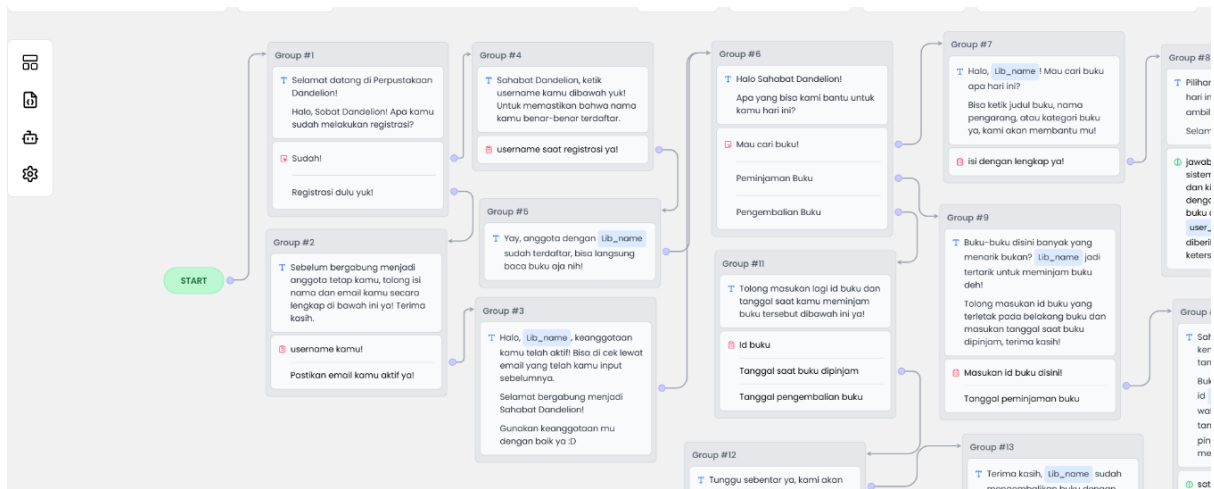 Group #1
Selamat datang di Perpustakaan
Dandelion!
Halo, Sobat Dandelion! Apa kamu
sudah melakukan registrasi?
Sudah!
Registrasi dulu yuk!
Group #4
Sahabat Dandelion, ketik
username kamu dibawah yuk!
Untuk memastikan bahwa nama
kamu benar-benar terdaftar.
username saat registrasi ya!
Group #6
Halo Sahabat Dandelion!
Apa yang bisa kami bantu untuk
kamu hari ini?
Mau cari buku!
Peminjaman Buku
Pengembalian Buku
Group #7
Halo, Lib_name ! Mau cari buku
apa hari ini?
Bisa ketik judul buku, nama
pengarang, atau kategori buku
ya, kami akan membantu mu!
isi dengan lengkap ya!
Group #8
hari
START
Group #2
Sebelum bergabung menjadi
anggota tetap kamu, tolong isi
nama dan email kamu secara
lengkap di bawah ini ya! Terima
kasih.
username kamu!
Pastikan email kamu aktif ya!
Group #5
Yay, anggota dengan Lib_name
sudah terdaftar, bisa langsung
baca buku aja nih!
Group #3
Halo, Lib_name , keanggotaan
kamu telah aktif! Bisa di cek lewat
email yang telah kamu input
sebelumnya.
Selamat bergabung menjadi
Sahabat Dandelion!
Gunakan keanggotaan mu
dengan baik ya :D
Group #11
Tolong masukan lagi id buku dan
tanggal saat kamu meminjam
buku tersebut dibawah ini ya!
Id buku
Tanggal saat buku dipinjam
Tanggal pengembalian buku
Group #9
Buku-buku disini banyak yang
menarik bukan? Lib_name jadi
tertarik untuk meminjam buku
deh!
Tolong masukan id buku yang
terletak pada belakang buku dan
masukan tanggal saat buku
dipinjam, terima kasih!
Masukan id buku disini!
Tanggal peminjaman buku
Group
id
Group #12
Tunggu sebentar ya, kami akan
Group #13
Terima kasih, Lib_name sudah
mengembalikan buku dengan